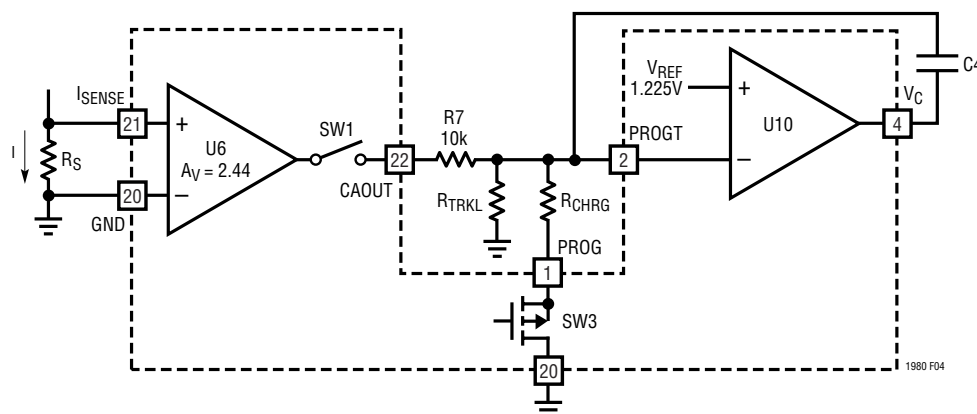 I
ISENSE
21
RS
20
GND
+
U6
AV = 2.44
−
SW1
22
CAOUT
R7
10k
RTRKL
RCHRG
PROG
1
SW3
20
PROGT
2
VREF
1.225V
+
U10
−
VC
4
C4
1980 F04